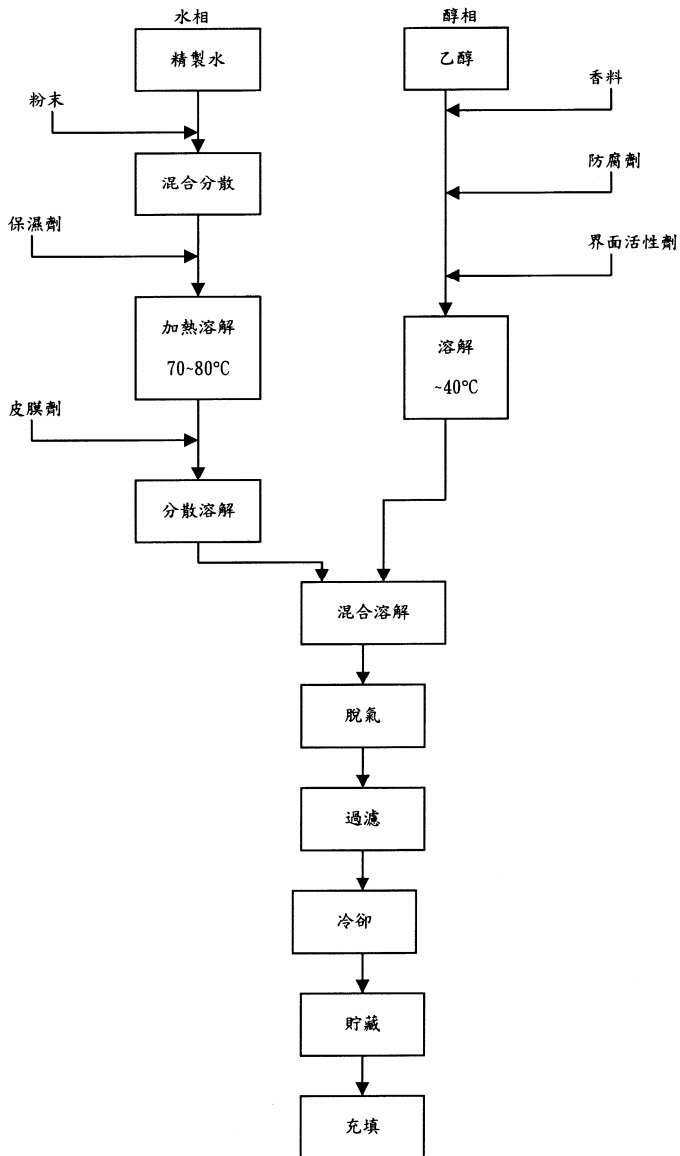 水相
精製水
粉末
混合分散
保濕劑
加熱溶解
70~80°C
皮膜劑
分散溶解
醇相
乙醇
香料
防腐劑
界面活性劑
溶解
~40°C
混合溶解
脫氣
過濾
冷卻
貯藏
充填